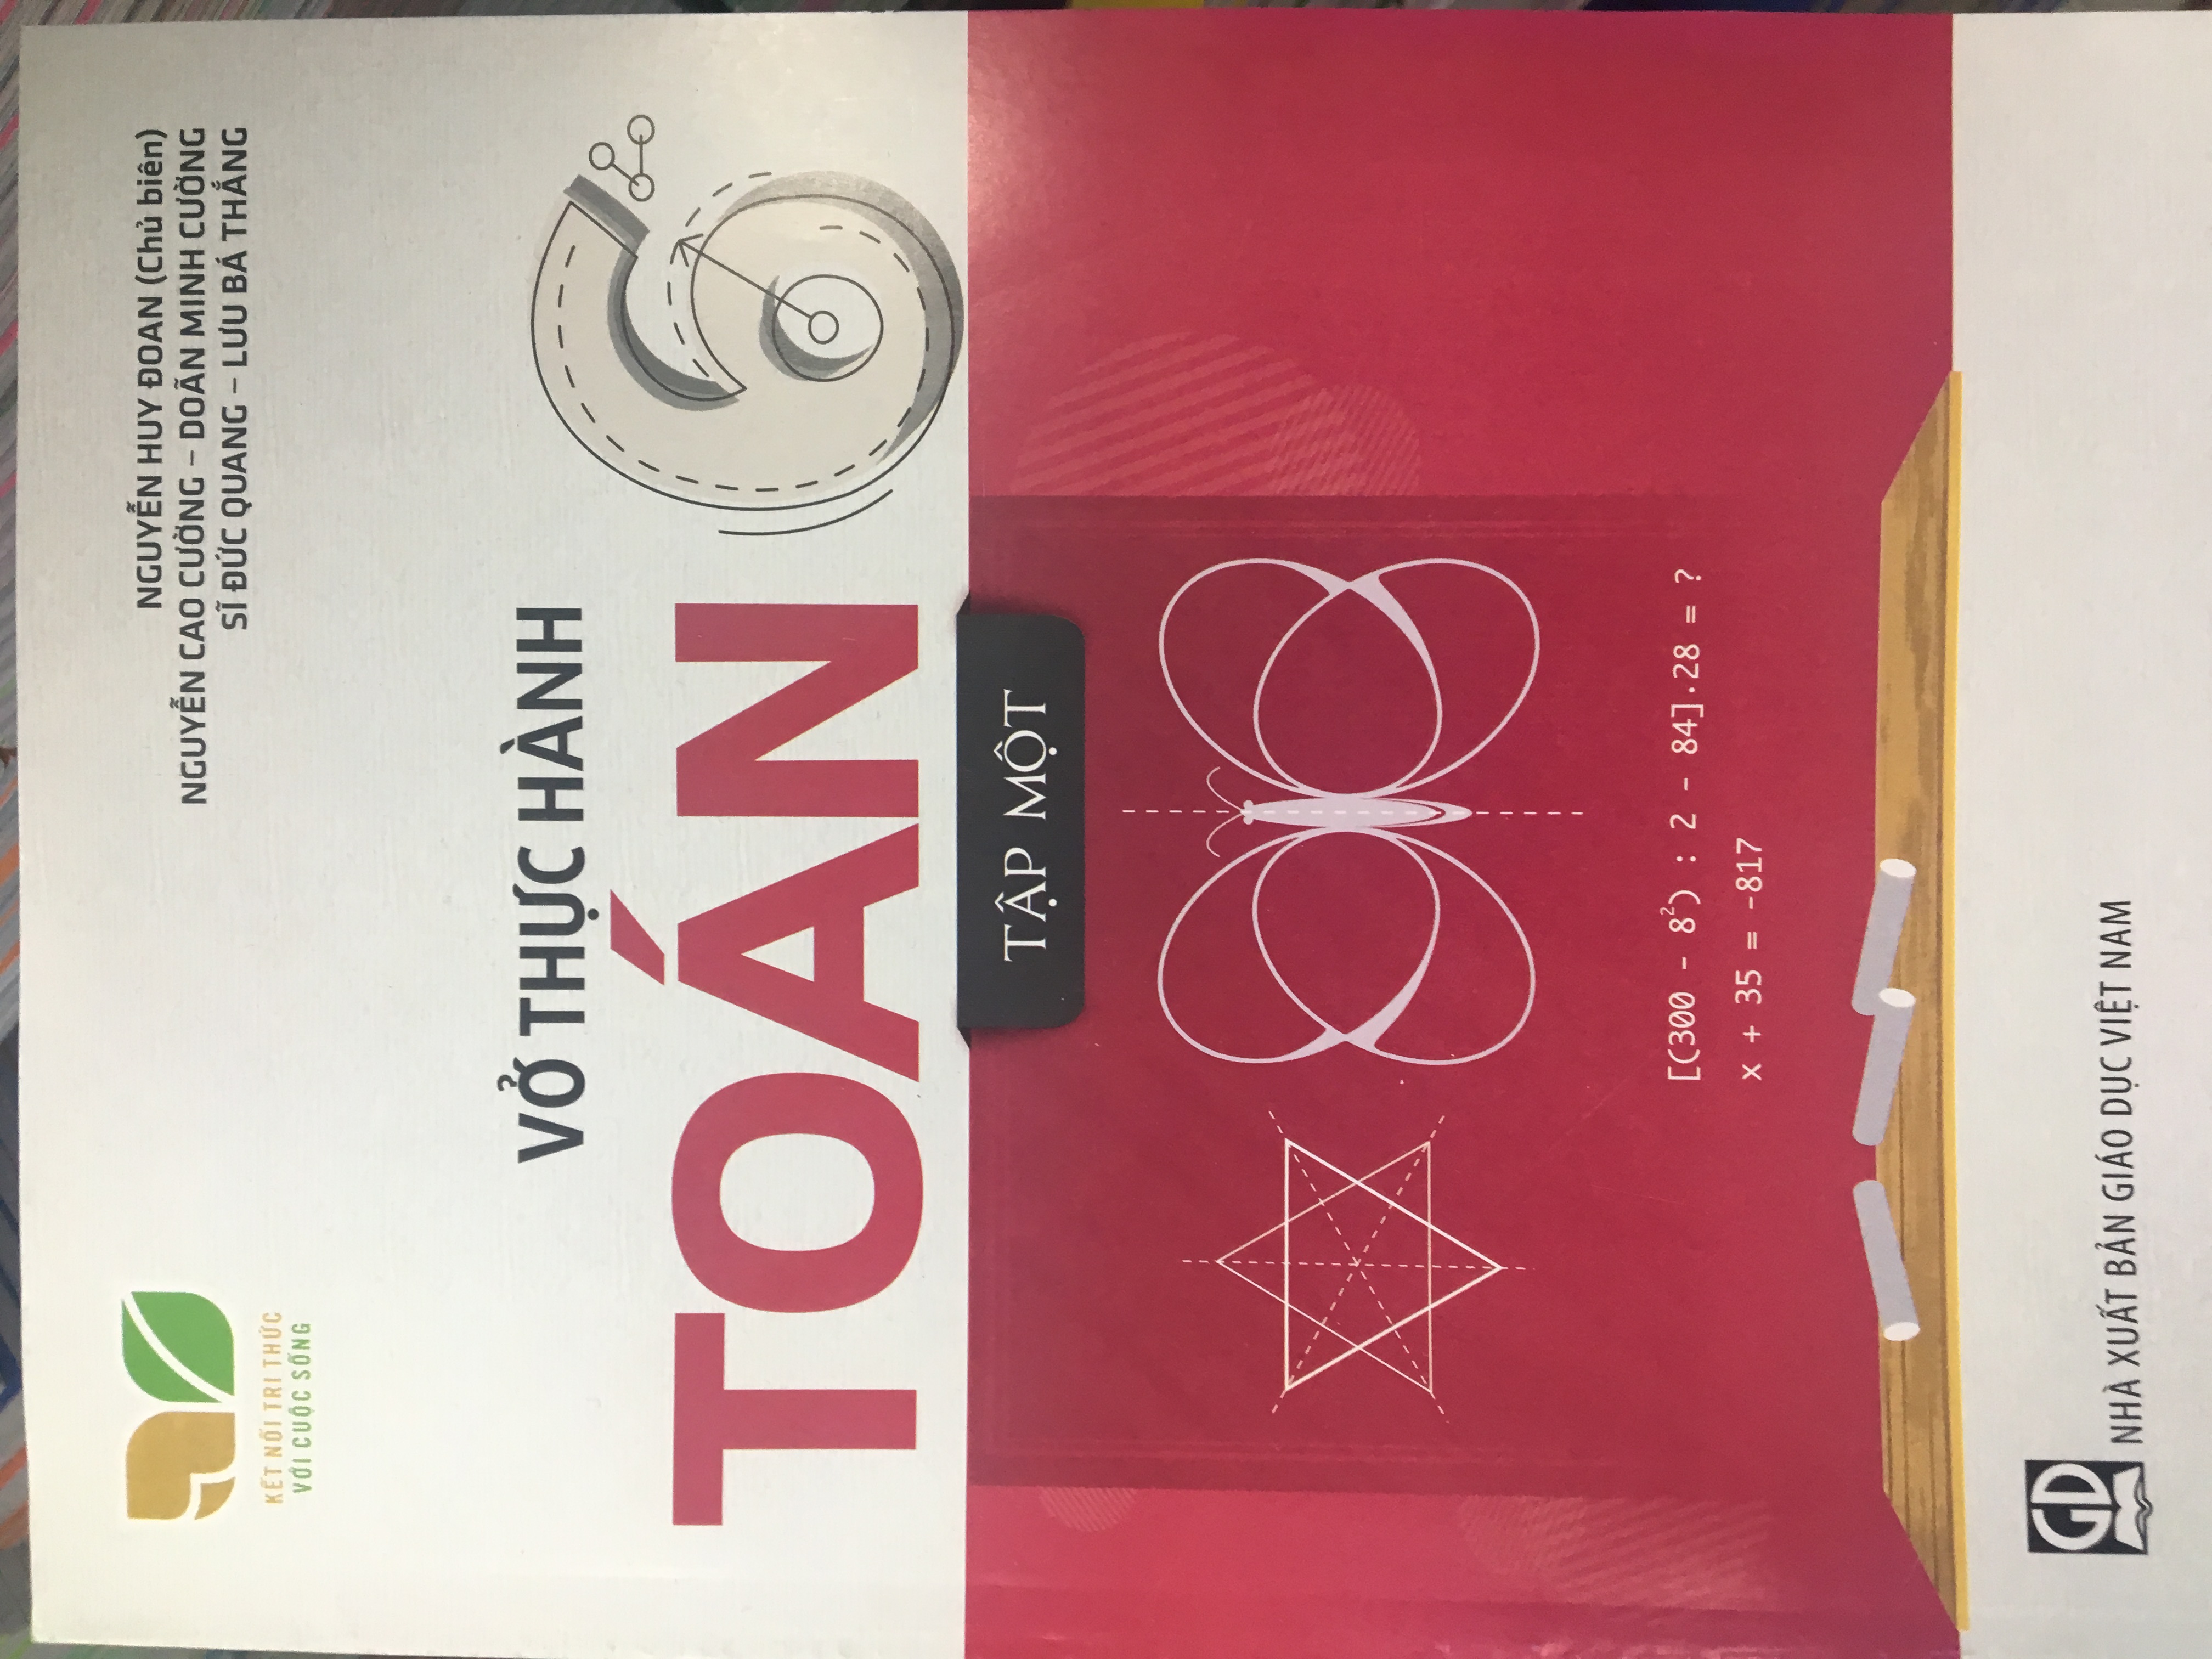 KẾT NỐI TRI THỨC
VỚI CUỘC SỐNG
NGUYỄN HUY ĐOAN (Chủ biên)
NGUYỄN CAO CƯỜNG – DOÃN MINH CƯỜNG
SĨ ĐỨC QUANG – LƯU BÁ THẮNG
VỞ THỰC HÀNH
TOÁN 6
TẬP MỘT
[(300 - 8²) : 2 - 84].28 = ?
x + 35 = -817
GD
NHÀ XUẤT BẢN GIÁO DỤC VIỆT NAM